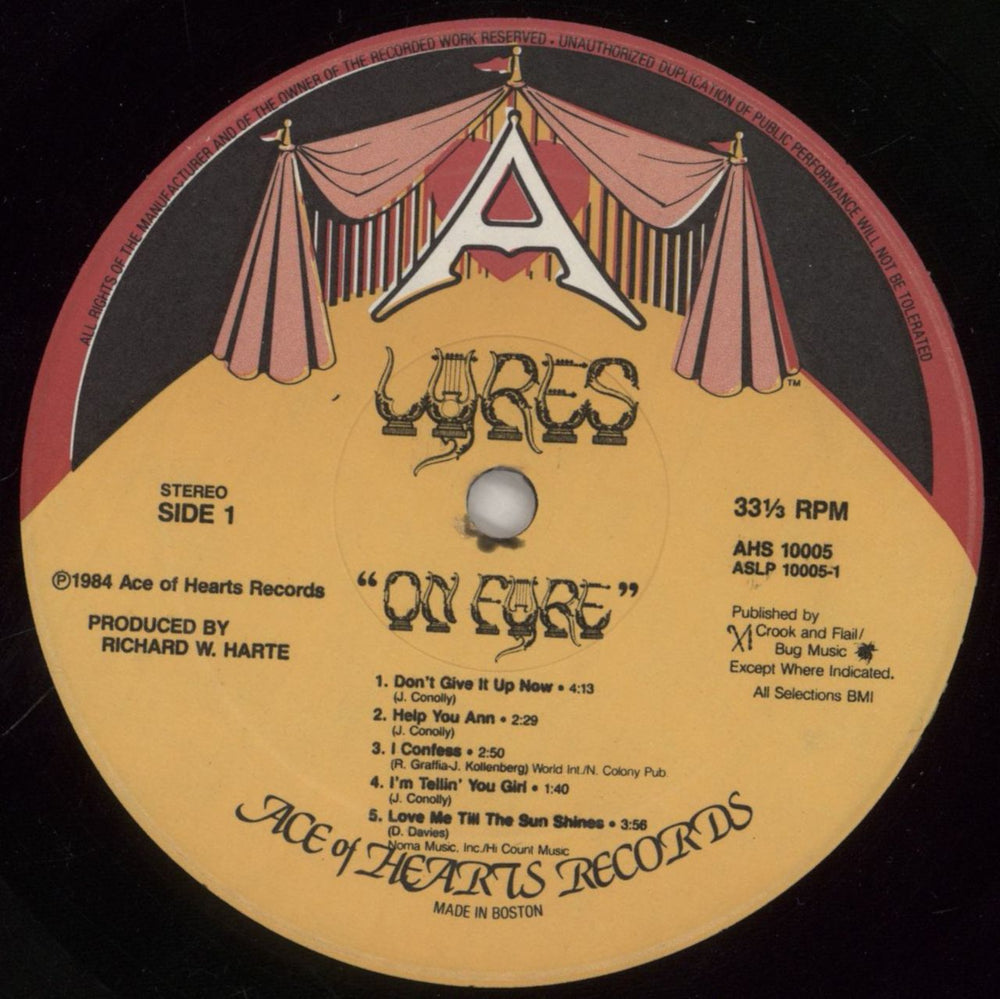 ALL RIGHTS OF THE MANUFACTURER AND OF THE OWNER OF THE RECORDED WORK RESERVED • UNAUTHORIZED DUPLICATION OF PUBLIC PERFORMANCE WILL NOT BE TOLERATED
A
TM
LYRES
STEREO
SIDE 1
33⅓ RPM
AHS 10005
ASLP 10005-1
℗1984 Ace of Hearts Records
PRODUCED BY
RICHARD W. HARTE
"ON FYRE"
Published by
Crook and Flail/
Bug Music
Except Where Indicated.
All Selections BMI
1. Don't Give It Up Now • 4:13
(J. Conolly)
2. Help You Ann • 2:29
(J. Conolly)
3. I Confess • 2:50
(R. Graffia-J. Kollenberg) World Int./N. Colony Pub.
4. I'm Tellin' You Girl • 1:40
(J. Conolly)
5. Love Me Till The Sun Shines • 3:56
(D. Davies)
Noma Music, Inc./Hi Count Music
ACE of HEARTS RECORDS
MADE IN BOSTON